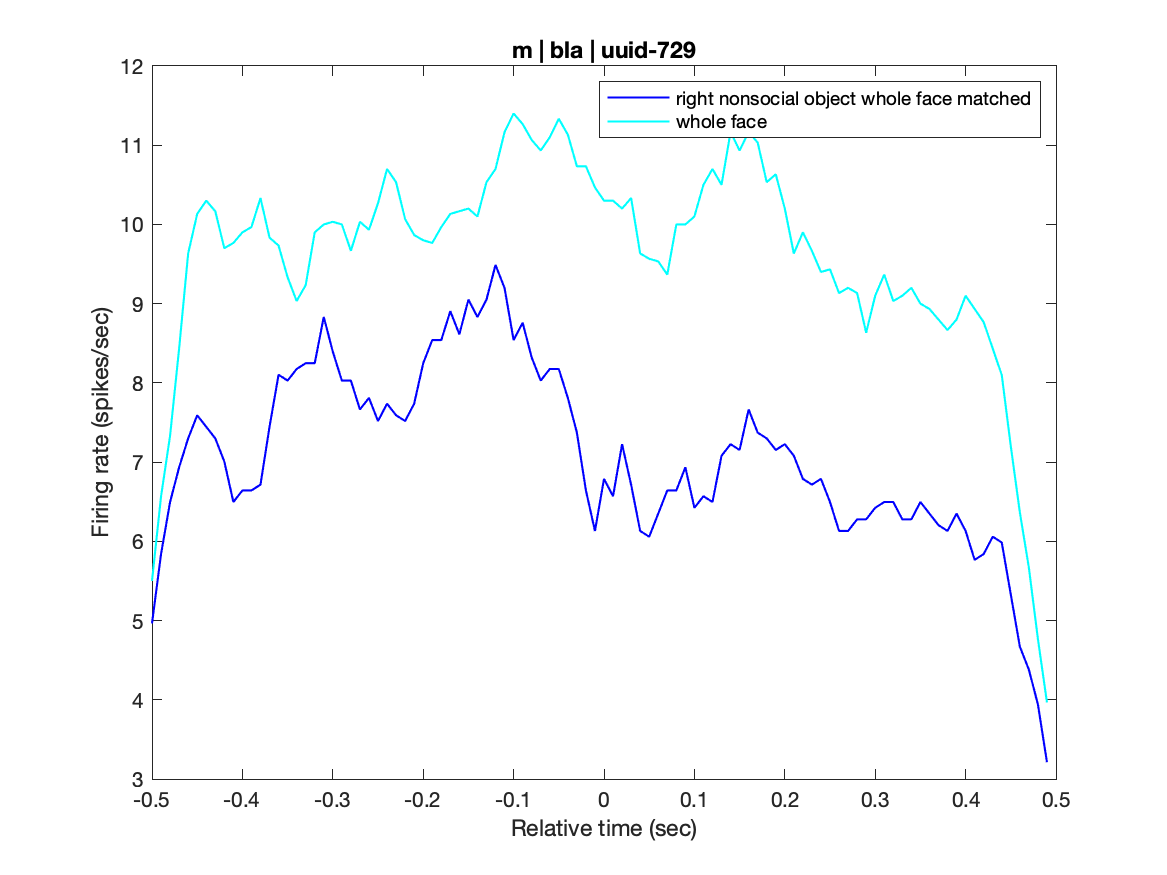 m | bla | uuid-729
right nonsocial object whole face matched
whole face
12
11
10
9
8
7
6
5
4
3
Firing rate (spikes/sec)
-0.5 -0.4 -0.3 -0.2 -0.1 0 0.1 0.2 0.3 0.4 0.5
Relative time (sec)